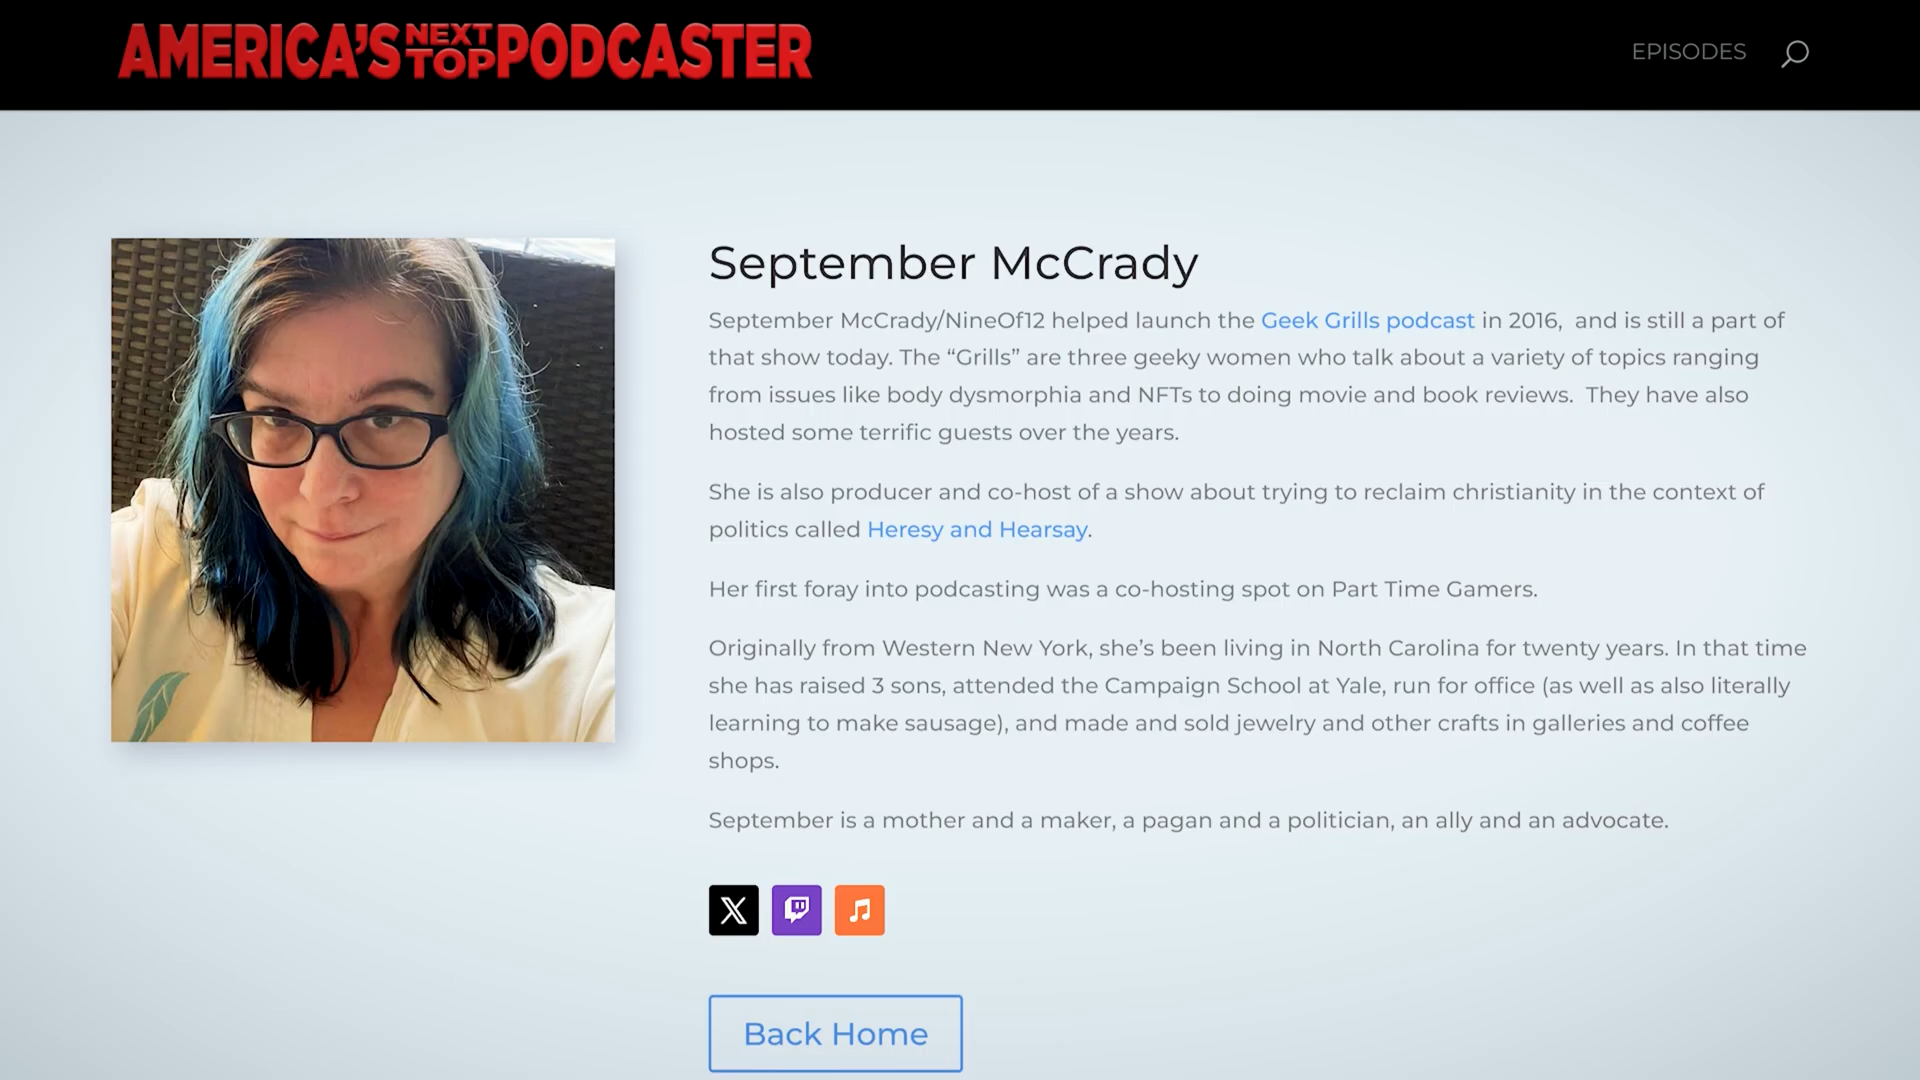 AMERICA'S NEXT TOP PODCASTER
EPISODES
September McCrady
September McCrady/NineOf12 helped launch the Geek Grills podcast in 2016, and is still a part of
that show today. The “Grills” are three geeky women who talk about a variety of topics ranging
from issues like body dysmorphia and NFTs to doing movie and book reviews. They have also
hosted some terrific guests over the years.
She is also producer and co-host of a show about trying to reclaim christianity in the context of
politics called Heresy and Hearsay.
Her first foray into podcasting was a co-hosting spot on Part Time Gamers.
Originally from Western New York, she’s been living in North Carolina for twenty years. In that time
she has raised 3 sons, attended the Campaign School at Yale, run for office (as well as also literally
learning to make sausage), and made and sold jewelry and other crafts in galleries and coffee
shops.
September is a mother and a maker, a pagan and a politician, an ally and an advocate.
Back Home